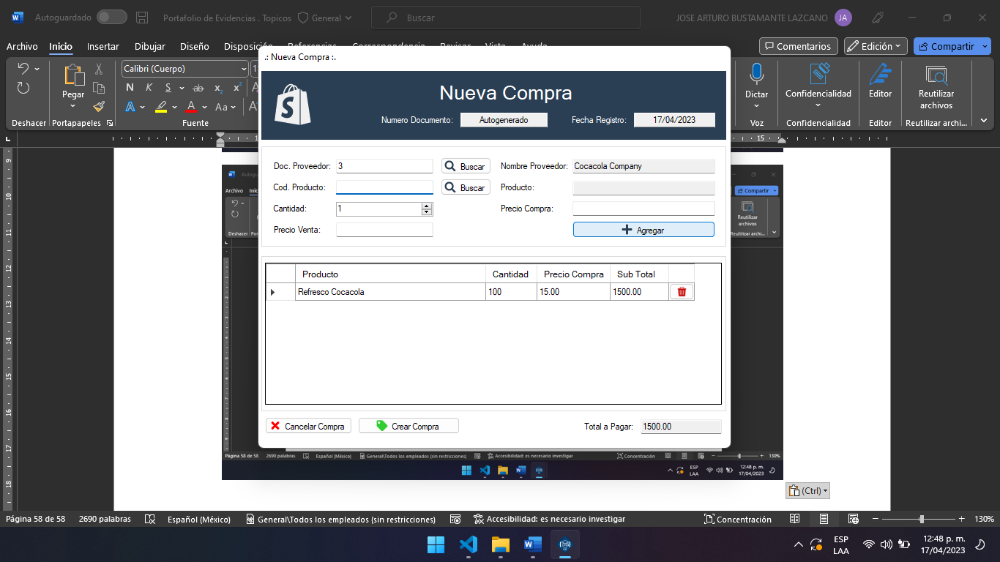 Autoguardado
Portafolio de Evidencias . Topicos
General
Buscar
JOSE ARTURO BUSTAMANTE LAZCANO
JA
Archivo Inicio Insertar Dibujar Diseño Disposición Referencias Correspondencia Revisar Vista Ayuda
Comentarios
Edición
Compartir
Calibri (Cuerpo)
Pegar
N K S ab x₂ x² A
A A Aa A
Deshacer
Portapapeles
Fuente
Dictar
Voz
Confidencialidad
Confidencialidad
Editor
Editor
Reutilizar
archivos
Reutilizar archi...
.: Nueva Compra :.
Nueva Compra
Numero Documento: Autogenerado Fecha Registro: 17/04/2023
Doc. Proveedor: 3 Buscar Nombre Proveedor: Cocacola Company
Cod. Producto: Buscar Producto:
Cantidad: 1 Precio Compra:
Precio Venta: Agregar
Producto Cantidad Precio Compra Sub Total
Refresco Cocacola 100 15.00 1500.00
Cancelar Compra Crear Compra Total a Pagar: 1500.00
Archivo
Compartir
Reutilizar
archivos
Deshacer
Reutilizar archi...
Página 58 de 58 2690 palabras Español (México) General\Todos los empleados (sin restricciones) Accesibilidad: es necesario investigar Concentración 130%
ESP
LAA
12:48 p. m.
17/04/2023
(Ctrl)
Página 58 de 58 2690 palabras Español (México) General\Todos los empleados (sin restricciones) Accesibilidad: es necesario investigar Concentración 130%
ESP
LAA
12:48 p. m.
17/04/2023